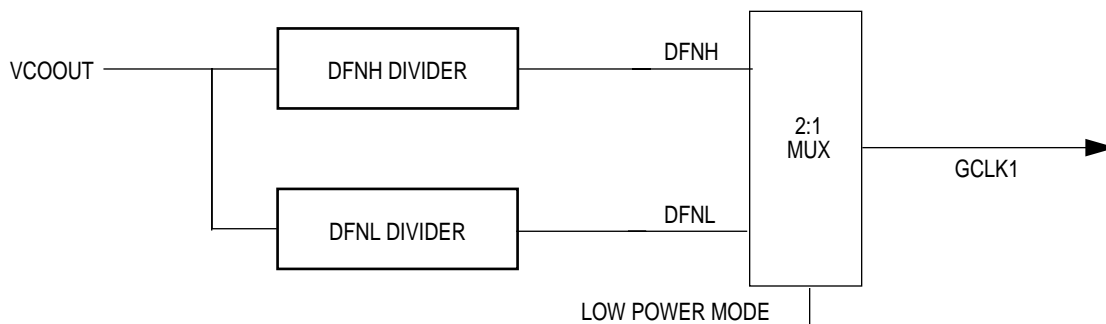 VCOOUT
DFNH DIVIDER
DFNH
2:1
MUX
GCLK1
DFNL DIVIDER
DFNL
LOW POWER MODE